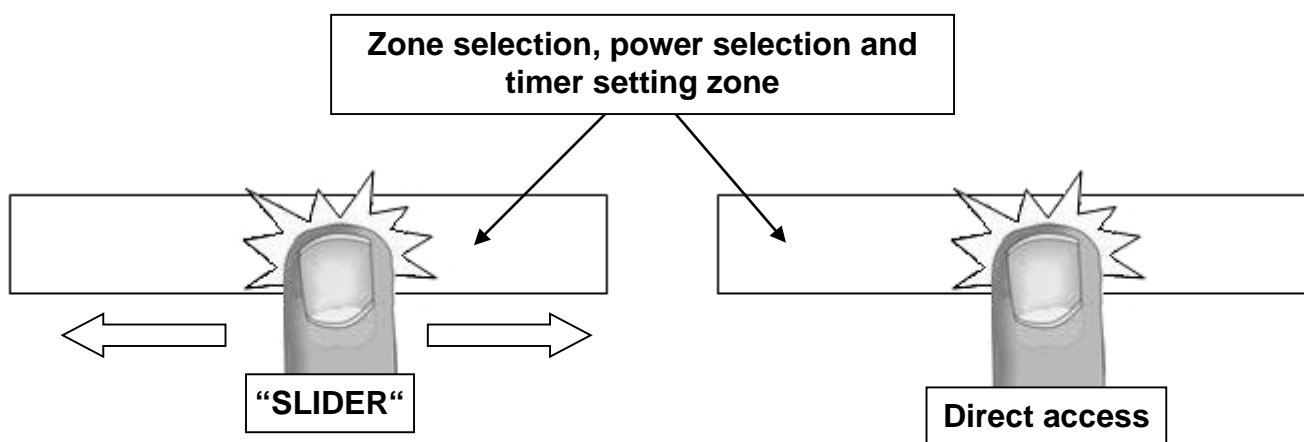 Zone selection, power selection and
timer setting zone
“SLIDER“
Direct access